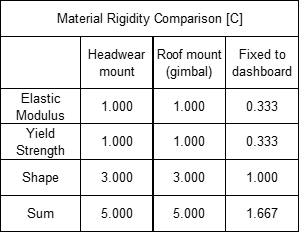 Material Rigidity Comparison [C]
Headwear mount Roof mount (gimbal) Fixed to dashboard
Elastic Modulus 1.000 1.000 0.333
Yield Strength 1.000 1.000 0.333
Shape 3.000 3.000 1.000
Sum 5.000 5.000 1.667